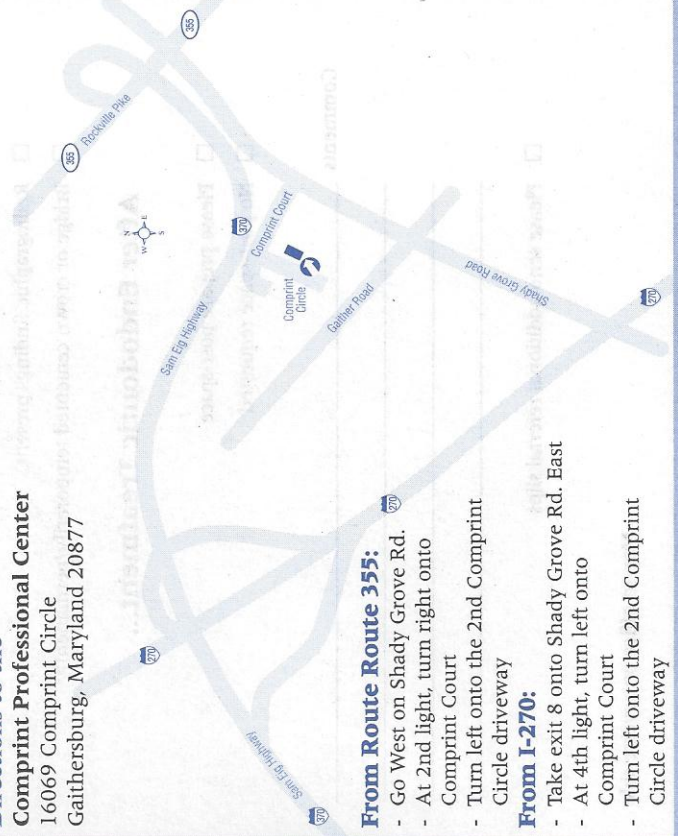 Directions to the
Comprint Professional Center
16069 Comprint Circle
Gaithersburg, Maryland 20877
355
Rockville Pike
355
N
W E
S
370
Comprint Court
Comprint
Circle
Sam Eig Highway
Gaither Road
Shady Grove Road
270
270
270
Sam Eig Highway
370
From Route Route 355:
- Go West on Shady Grove Rd.
- At 2nd light, turn right onto
Comprint Court
- Turn left onto the 2nd Comprint
Circle driveway
From I-270:
- Take exit 8 onto Shady Grove Rd. East
- At 4th light, turn left onto
Comprint Court
- Turn left onto the 2nd Comprint
Circle driveway